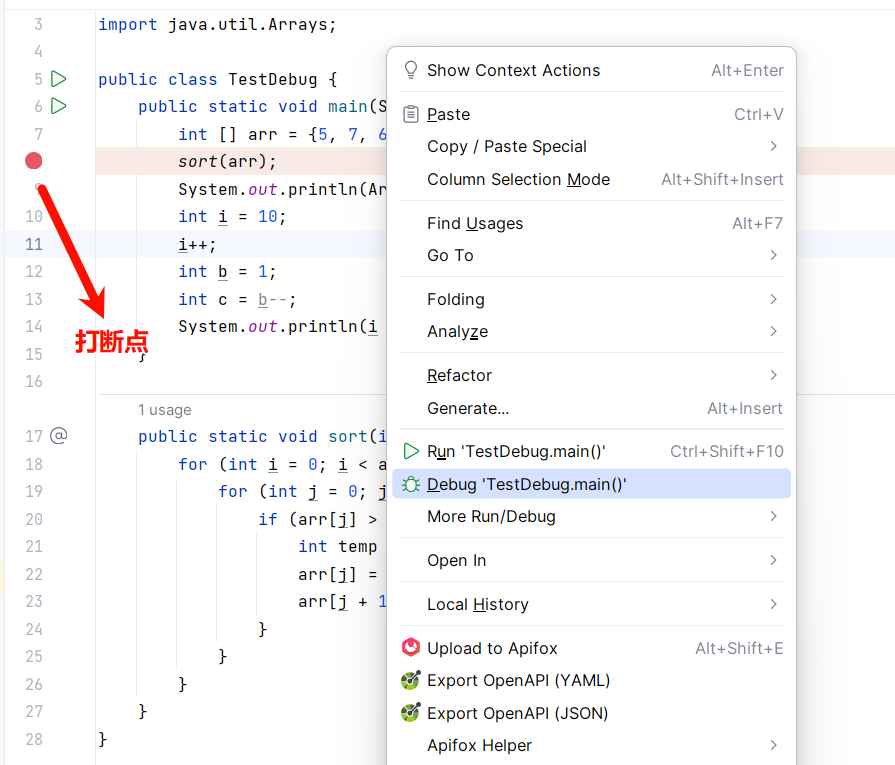 3 import java.util.Arrays;
4
5 public class TestDebug {
6 public static void main(S
7 int [] arr = {5, 7, 6
sort(arr);
9 System.out.println(Ar
10 int i = 10;
11 i++;
12 int b = 1;
13 int c = b--;
14 System.out.println(i
打断点
15 }
16
1 usage
17 @ public static void sort(i
18 for (int i = 0; i < a
19 for (int j = 0; j
20 if (arr[j] >
21 int temp
22 arr[j] =
23 arr[j + 1
24 }
25 }
26 }
27 }
28 }
Show Context Actions Alt+Enter
Paste Ctrl+V
Copy / Paste Special
Column Selection Mode Alt+Shift+Insert
Find Usages Alt+F7
Go To
Folding
Analyze
Refactor
Generate... Alt+Insert
Run 'TestDebug.main()' Ctrl+Shift+F10
Debug 'TestDebug.main()'
More Run/Debug
Open In
Local History
Upload to Apifox Alt+Shift+E
Export OpenAPI (YAML)
Export OpenAPI (JSON)
Apifox Helper